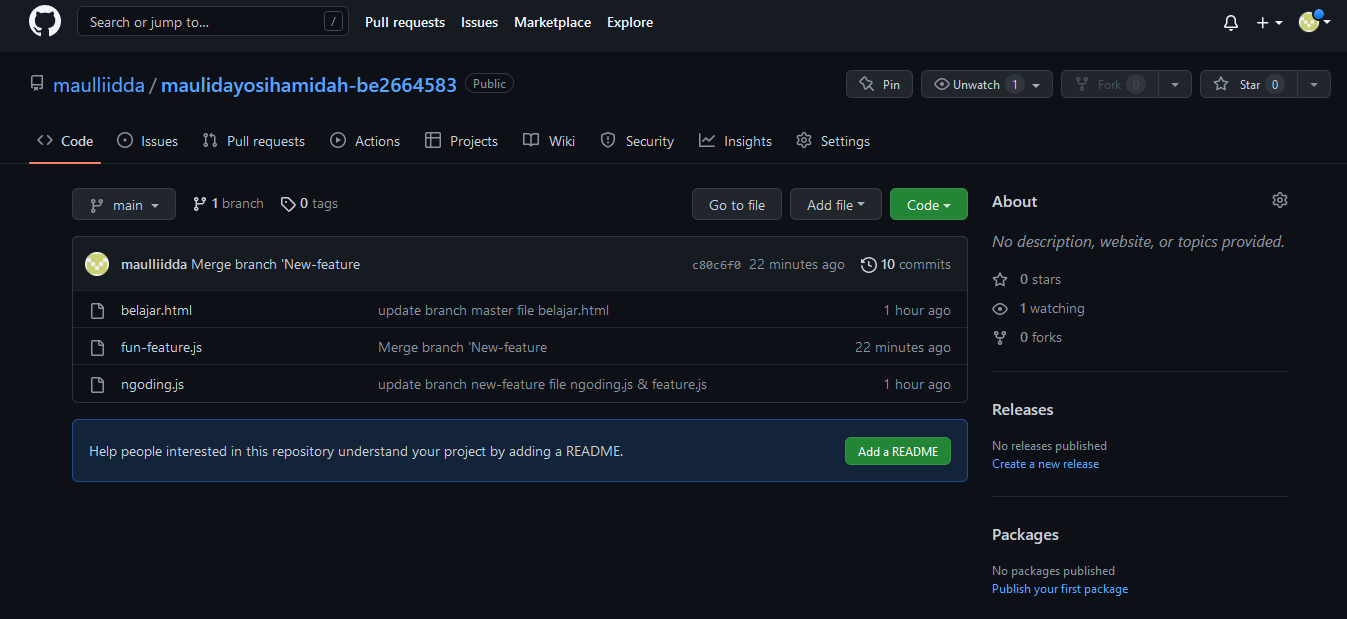 Search or jump to... / Pull requests Issues Marketplace Explore
maulliidda / maulidayosihamidah-be2664583 Public Pin Unwatch 1 Fork 0 Star 0
Code Issues Pull requests Actions Projects Wiki Security Insights Settings
main 1 branch 0 tags Go to file Add file Code
maulliidda Merge branch 'New-feature c80c6f0 22 minutes ago 10 commits
belajar.html update branch master file belajar.html 1 hour ago
fun-feature.js Merge branch 'New-feature 22 minutes ago
ngoding.js update branch new-feature file ngoding.js & feature.js 1 hour ago
Help people interested in this repository understand your project by adding a README. Add a README
About
No description, website, or topics provided.
0 stars
1 watching
0 forks
Releases
No releases published
Create a new release
Packages
No packages published
Publish your first package